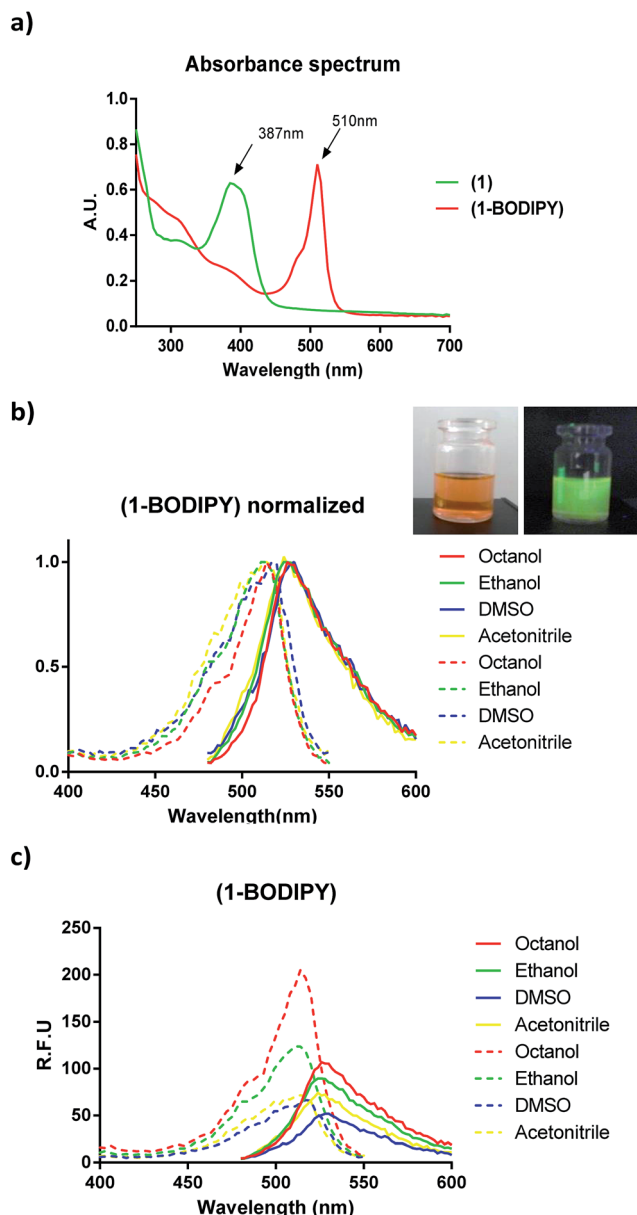 a)
Absorbance spectrum
387nm
510nm
1.0
0.8
0.6
0.4
0.2
0.0
A.U.
300 400 500 600 700
Wavelength (nm)
(1)
(1-BODIPY)
b)
(1-BODIPY) normalized
1.0
0.5
0.0
400 450 500 550 600
Wavelength(nm)
Octanol
Ethanol
DMSO
Acetonitrile
Octanol
Ethanol
DMSO
Acetonitrile
c)
(1-BODIPY)
250
200
150
100
50
0
R.F.U
400 450 500 550 600
Wavelength (nm)
Octanol
Ethanol
DMSO
Acetonitrile
Octanol
Ethanol
DMSO
Acetonitrile